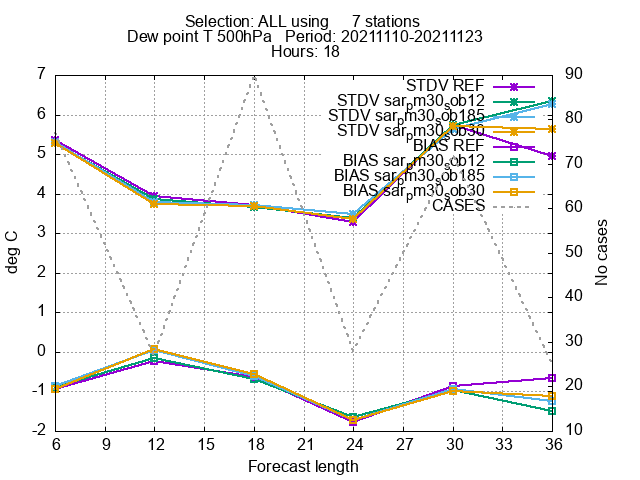 Selection: ALL using 7 stations
Dew point T 500hPa Period: 20211110-20211123
Hours: 18
7
6
5
4
3
2
1
0
-1
-2
deg C
6 12 15 18 21 24 27 30 33 36
Forecast length
90
80
70
60
50
40
30
20
10
No cases
STDV REF
STDV sar_pm30_sob12
STDV sar_pm30_sob185
STDV sar_pm30_sob30
BIAS REF
BIAS sar_pm30_sob12
BIAS sar_pm30_sob185
BIAS sar_pm30_sob30
CASES